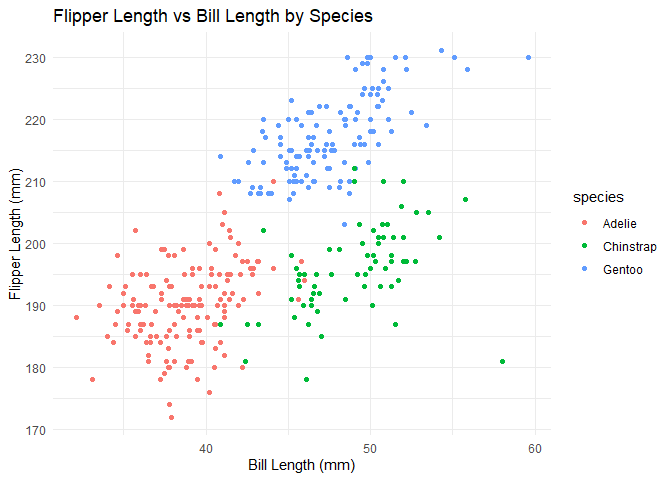 Flipper Length vs Bill Length by Species
Flipper Length (mm)
230
220
210
200
190
180
170
40
50
60
Bill Length (mm)
species
Adelie
Chinstrap
Gentoo